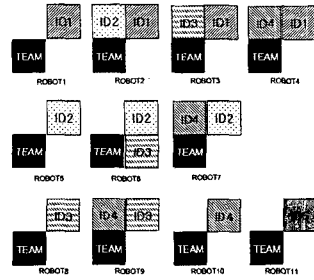 ID1 ID2 ID1 ID3 ID1 ID4 ID1
TEAM TEAM TEAM TEAM
ROBOT1 ROBOT2 ROBOT3 ROBOT4
ID2 ID2 ID4 ID2
TEAM TEAM ID3 TEAM
ROBOT5 ROBOT6 ROBOT7
ID3 ID4 ID3 ID4
TEAM TEAM TEAM TEAM
ROBOT8 ROBOT9 ROBOT10 ROBOT11